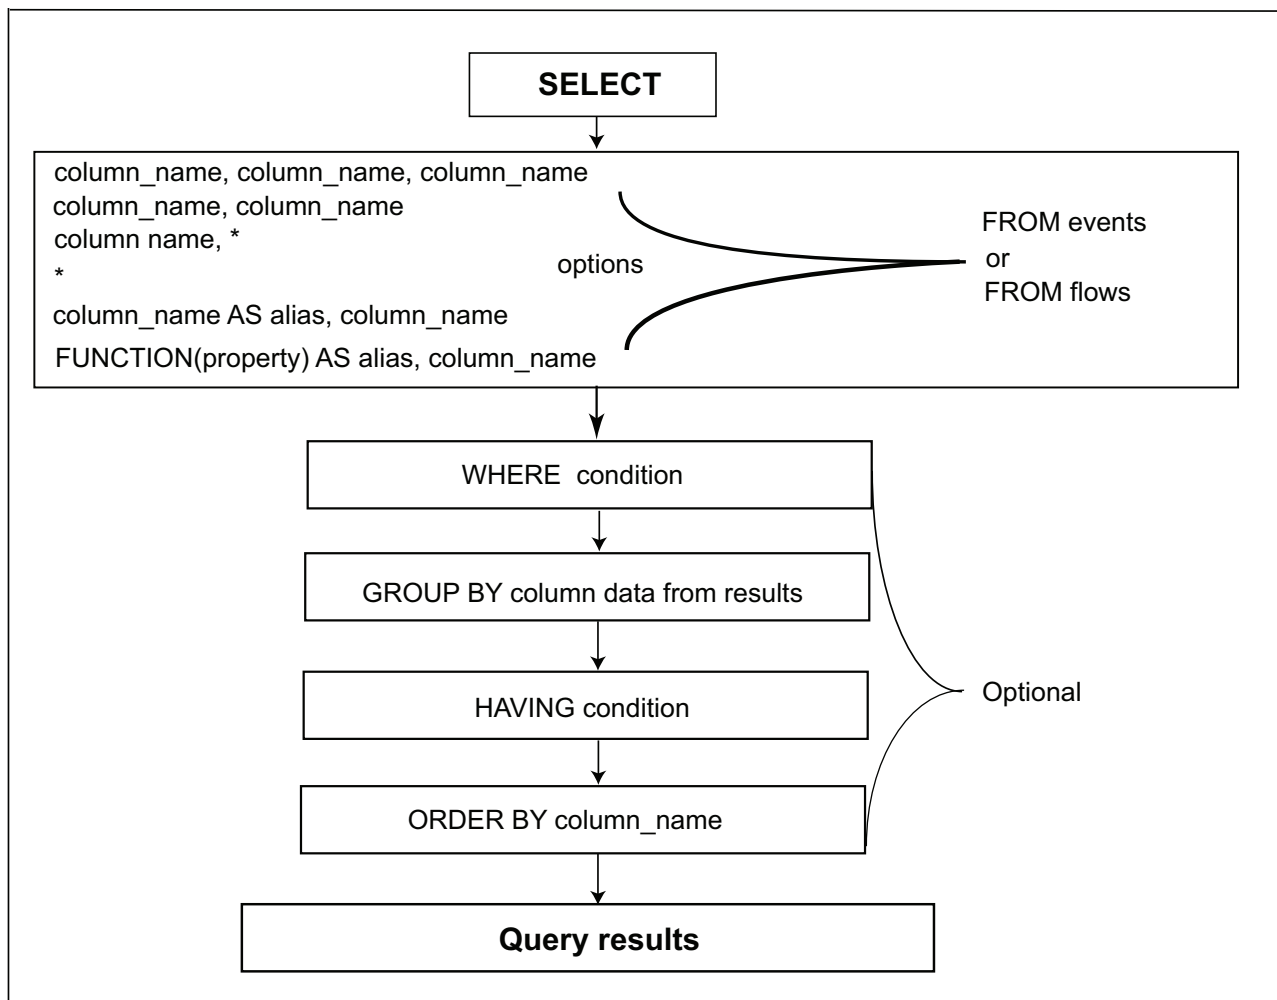 SELECT
column_name, column_name, column_name
column_name, column_name
column name, *
*
column_name AS alias, column_name
FUNCTION(property) AS alias, column_name
options
FROM events
or
FROM flows
WHERE condition
GROUP BY column data from results
HAVING condition
ORDER BY column_name
Optional
Query results